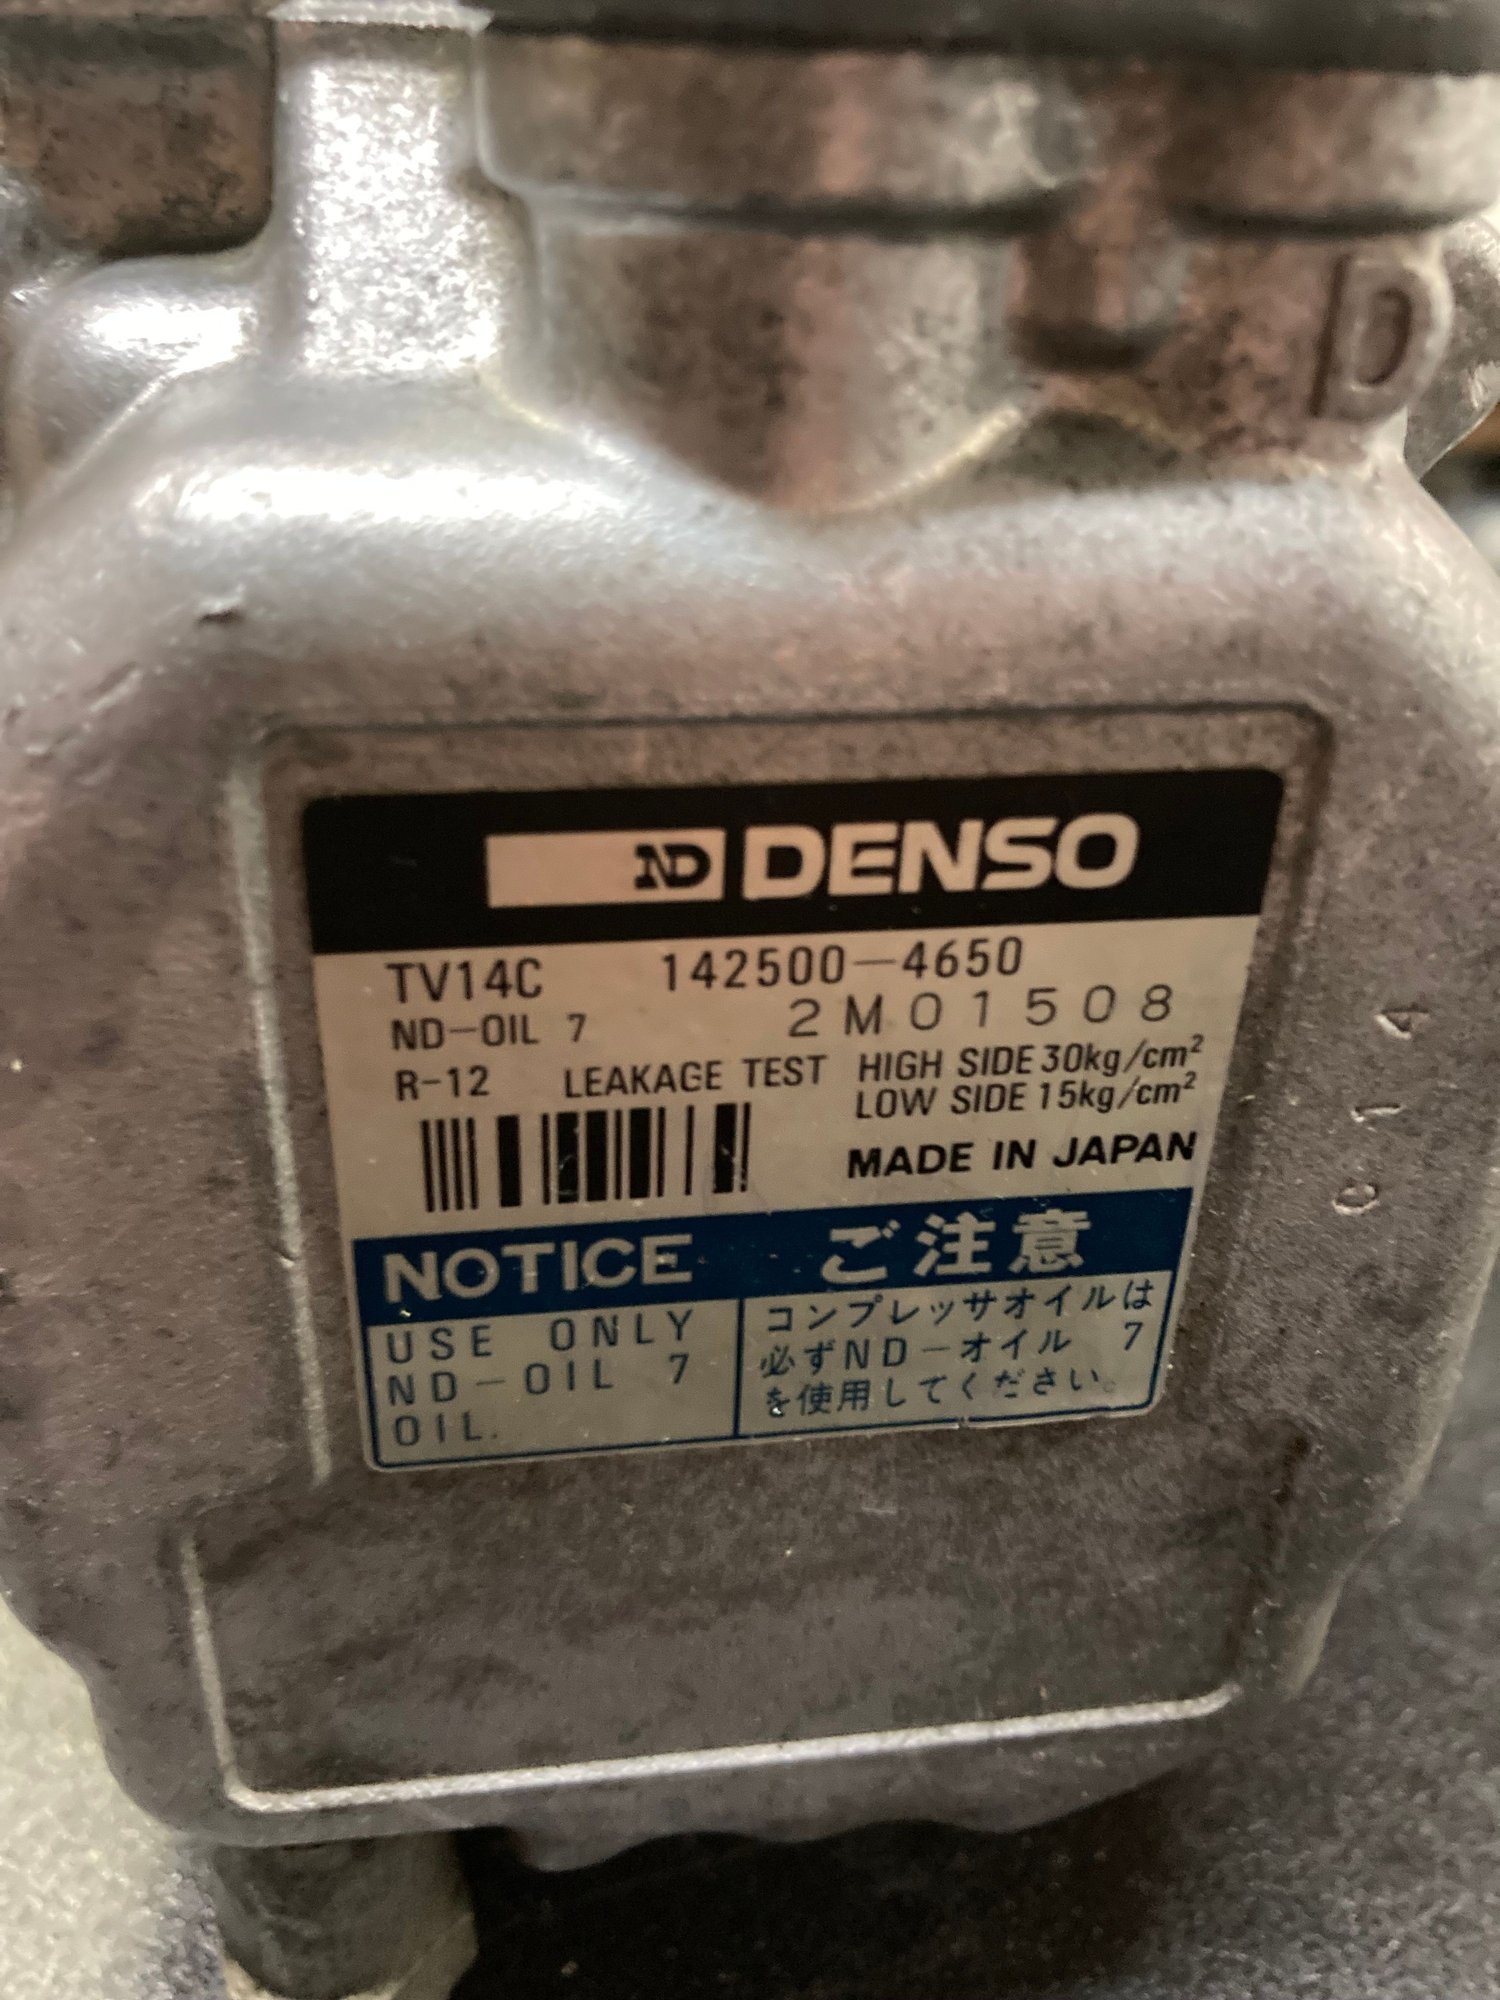 D
ND DENSO
TV14C 142500-4650
ND-OIL 7 2M01508
R-12 LEAKAGE TEST HIGH SIDE 30kg/cm²
LOW SIDE 15kg/cm²
MADE IN JAPAN
NOTICE ご注意
USE ONLY
ND-OIL 7
OIL.
コンプレッサオイルは
必ずND-オイル 7
を使用してください。
C14